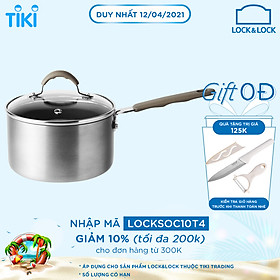 TiKi
DUY NHẤT 12/04/2021
LOCK&LOCK
Gift 0Đ
QUÀ TẶNG TRỊ GIÁ
125K
KIỂM TRA, GIỎ HÀNG
TRƯỚC KHI THANH TOÁN NHÉ
NHẬP MÃ LOCKSOC10T4
GIẢM 10% (tối đa 200k)
cho đơn hàng từ 300K
* ÁP DỤNG CHO SẢN PHẨM LOCK&LOCK THUỘC TIKI TRADING
* SỐ LƯỢNG CÓ HẠN